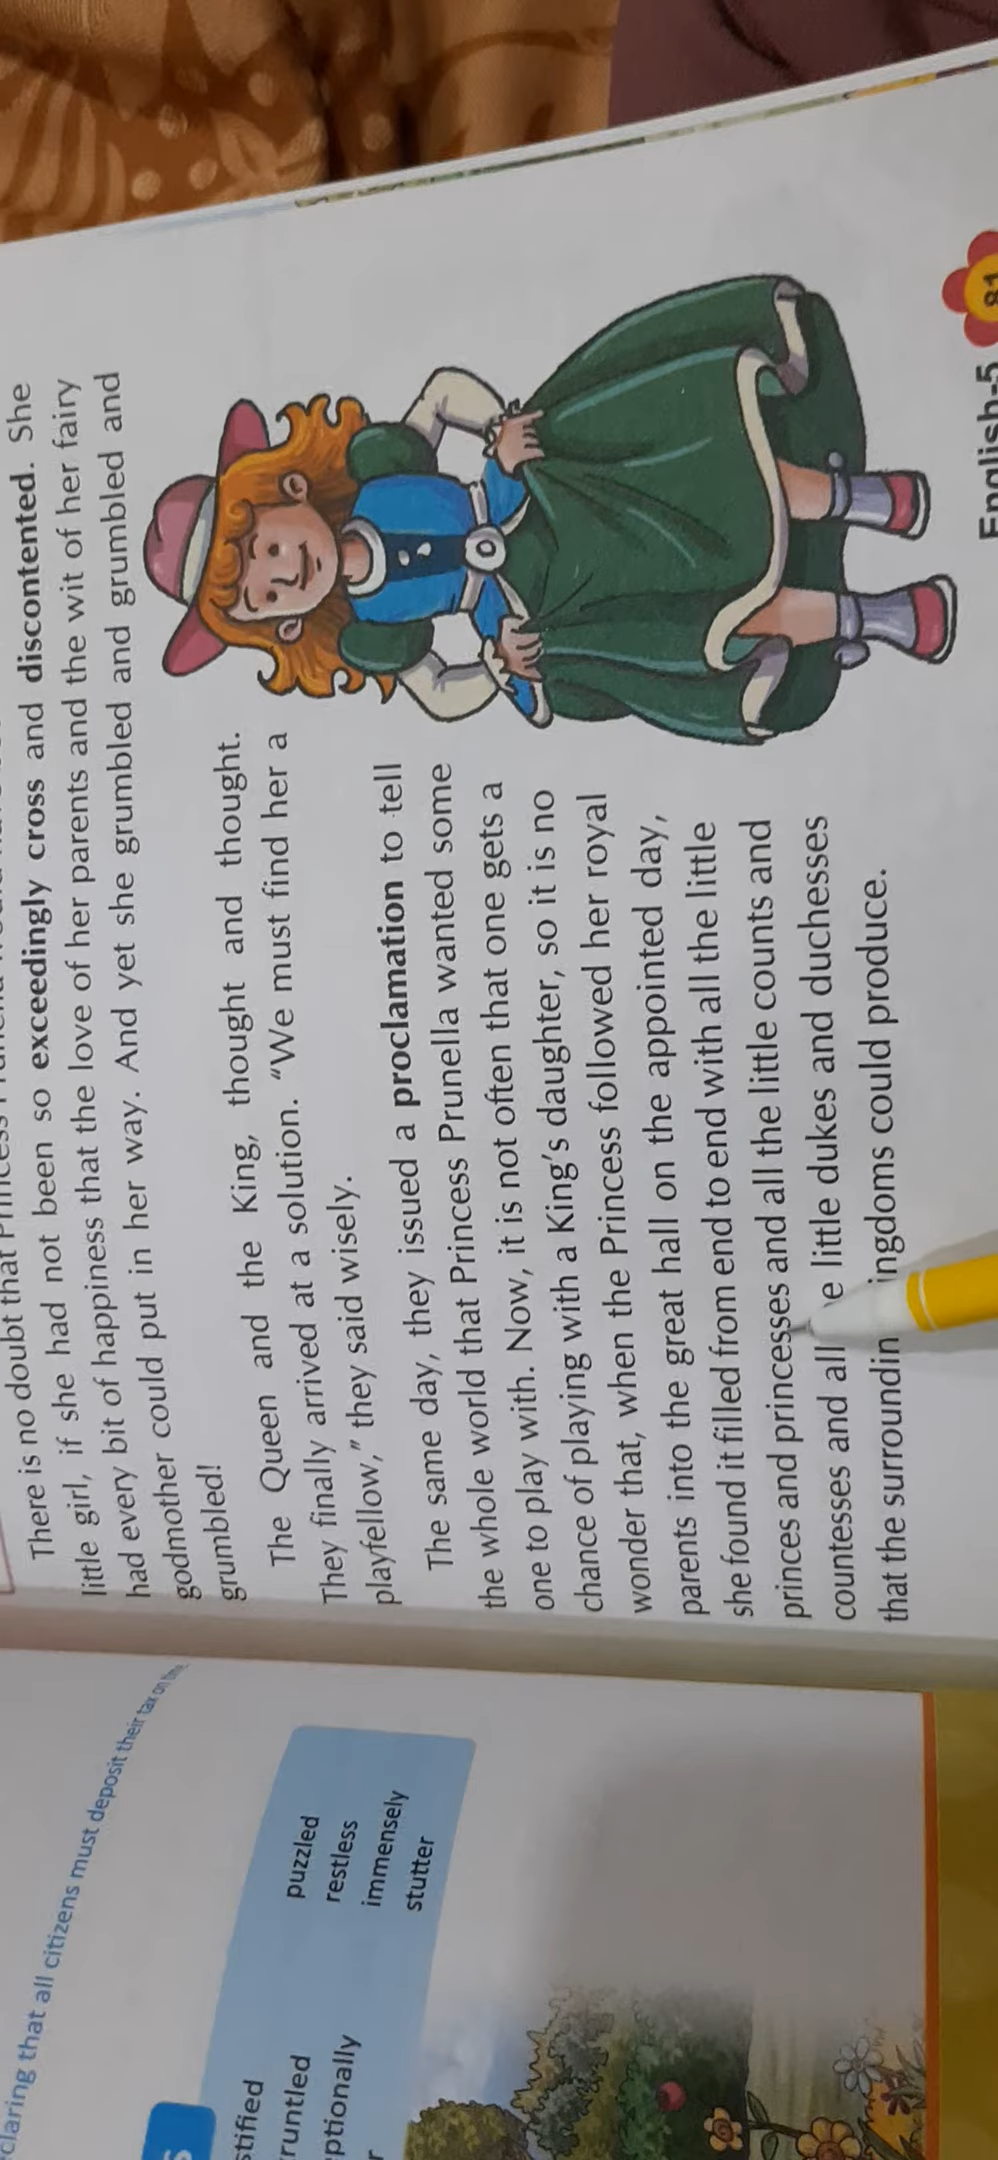 claring that all citizens must deposit their tax on time.
stified puzzled
runtled restless
ptionally immensely
r stutter
There is no doubt that Princess
little girl, if she had not been so exceedingly cross and discontented. She
had every bit of happiness that the love of her parents and the wit of her fairy
godmother could put in her way. And yet she grumbled and grumbled and
grumbled!
The Queen and the King, thought and thought.
They finally arrived at a solution. “We must find her a
playfellow,” they said wisely.
The same day, they issued a proclamation to tell
the whole world that Princess Prunella wanted some
one to play with. Now, it is not often that one gets a
chance of playing with a King’s daughter, so it is no
wonder that, when the Princess followed her royal
parents into the great hall on the appointed day,
she found it filled from end to end with all the little
princes and princesses and all the little counts and
countesses and all e little dukes and duchesses
that the surroundin ingdoms could produce.
English-5 81